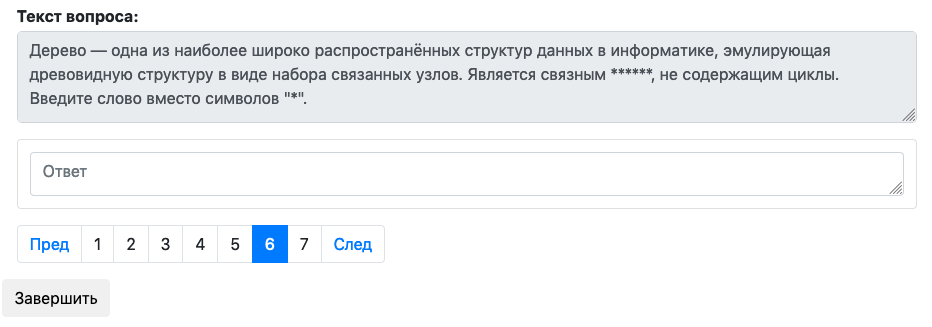 Текст вопроса:
Дерево — одна из наиболее широко распространённых структур данных в информатике, эмулирующая
древовидную структуру в виде набора связанных узлов. Является связным ******, не содержащим циклы.
Введите слово вместо символов "*".
Ответ
Пред 1 2 3 4 5 6 7 След
Завершить